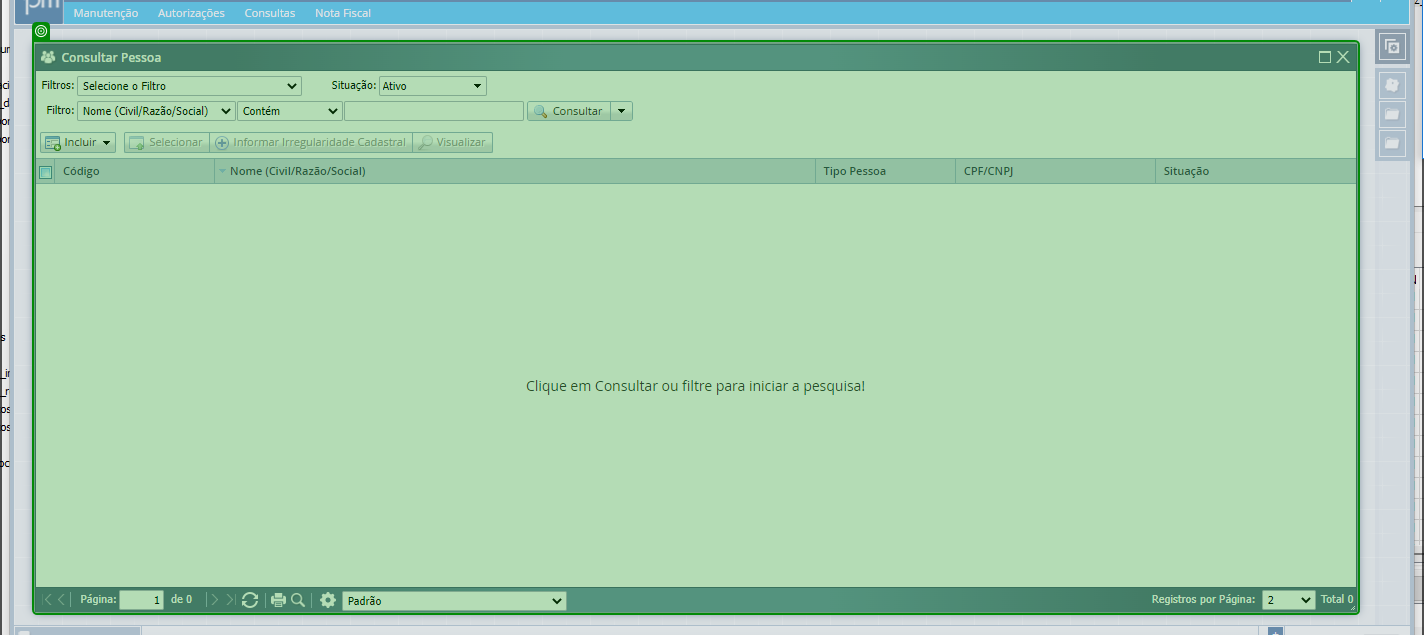 pm
Manutenção Autorizações Consultas Nota Fiscal
Consultar Pessoa
Filtros: Selecione o Filtro Situação: Ativo
Filtro: Nome (Civil/Razão/Social) Contém Consultar
Incluir Selecionar Informar Irregularidade Cadastral Visualizar
Código Nome (Civil/Razão/Social) Tipo Pessoa CPF/CNPJ Situação
Clique em Consultar ou filtre para iniciar a pesquisa!
Página: 1 de 0 Padrão Registros por Página: 2 Total 0